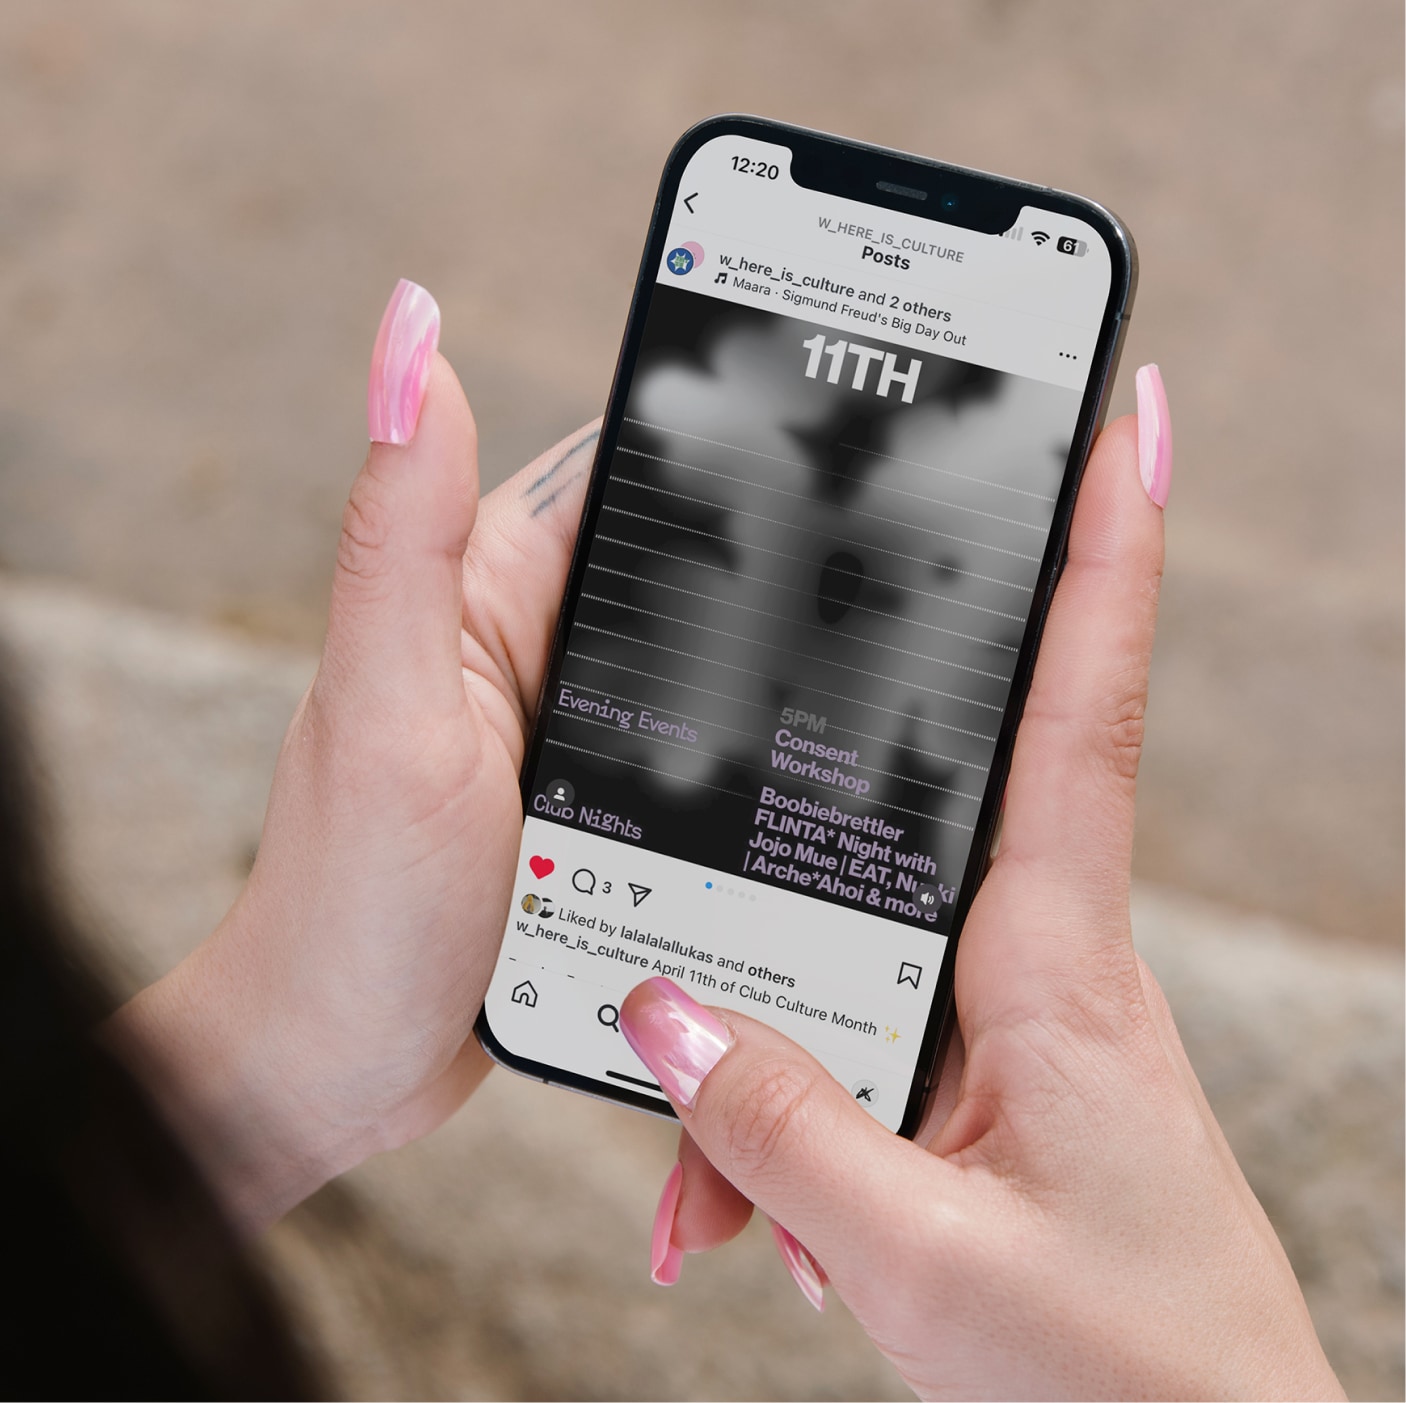 12:20
61
W_HERE_IS_CULTURE
Posts
w_here_is_culture and 2 others
Maara · Sigmund Freud's Big Day Out
11TH
Evening Events
5PM
Consent
Workshop
Club Nights
Boobiebrettler
FLINTA* Night with
Jojo Mue | EAT,
| Arche*Ahoi & more
3
Liked by lalalalallukas and others
w_here_is_culture April 11th of Club Culture Month ✨